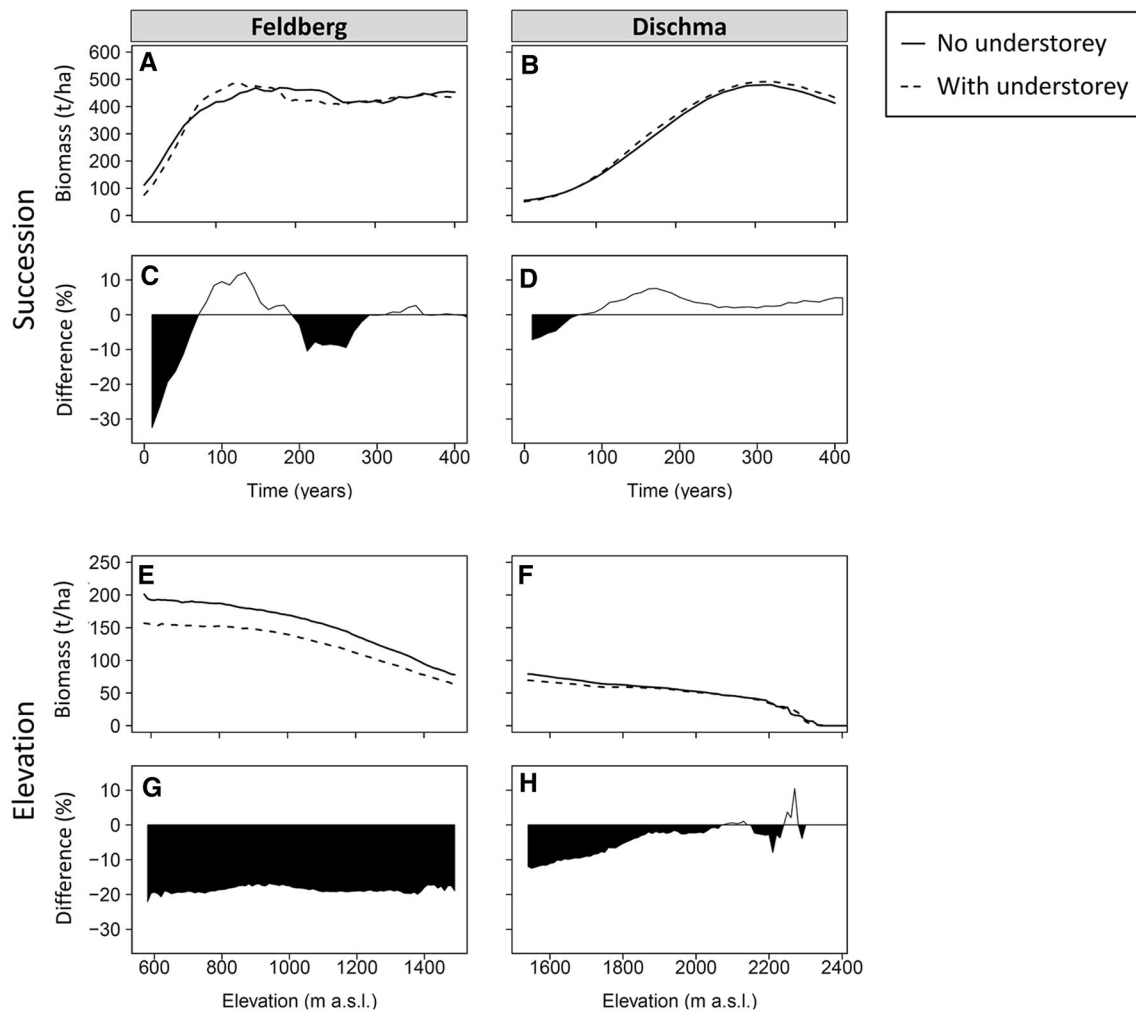 Feldberg
Dischma
No understorey
With understorey
Succession
A
Biomass (t/ha)
600
500
400
300
200
100
0
B
C
Difference (%)
10
0
−10
−20
−30
0
100
200
300
400
Time (years)
D
0
100
200
300
400
Time (years)
Elevation
E
Biomass (t/ha)
250
200
150
100
50
0
F
G
Difference (%)
10
0
−10
−20
−30
600
800
1000
1200
1400
Elevation (m a.s.l.)
H
1600
1800
2000
2200
2400
Elevation (m a.s.l.)